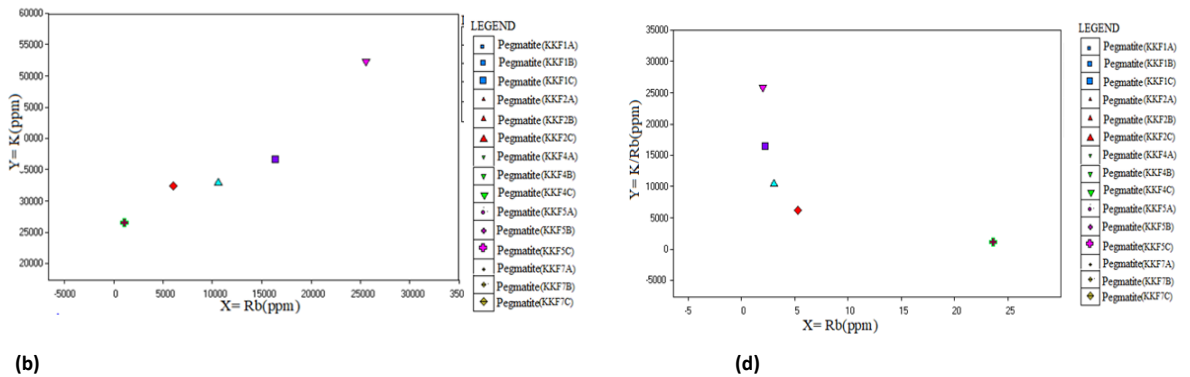 60000
55000
50000
5000
00000
35000
30000
25000
20000
Y= K(ppm)
-5000
0
5000
10000
15000
20000
25000
30000
350
X= Rb(ppm)
LEGEND
Pegmatite(KKF1A)
Pegmatite(KKF1B)
Pegmatite(KKF1C)
Pegmatite(KKF2A)
Pegmatite(KKF2B)
Pegmatite(KKF2C)
Pegmatite(KKF4A)
Pegmatite(KKF4B)
Pegmatite(KKF4C)
Pegmatite(KKF5A)
Pegmatite(KKF5B)
Pegmatite(KKF5C)
Pegmatite(KKF7A)
Pegmatite(KKF7B)
Pegmatite(KKF7C)
(b)
35000
30000
25000
20000
15000
10000
5000
0
-5000
Y= K/Rb(ppm)
-5
0
5
10
15
20
25
X= Rb(ppm)
LEGEND
Pegmatite(KKF1A)
Pegmatite(KKF1B)
Pegmatite(KKF1C)
Pegmatite(KKF2A)
Pegmatite(KKF2B)
Pegmatite(KKF2C)
Pegmatite(KKF4A)
Pegmatite(KKF4B)
Pegmatite(KKF4C)
Pegmatite(KKF5A)
Pegmatite(KKF5B)
Pegmatite(KKF5C)
Pegmatite(KKF7A)
Pegmatite(KKF7B)
Pegmatite(KKF7C)
(d)